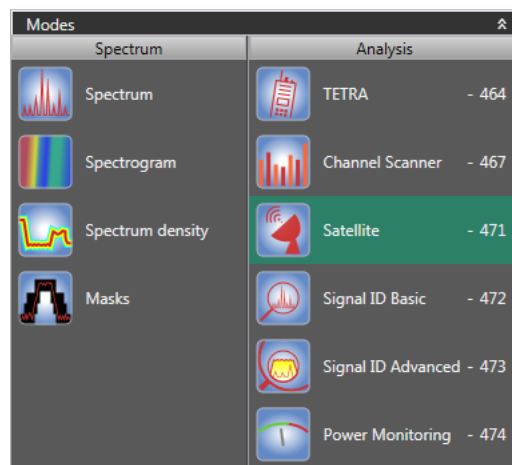 Modes
Spectrum
Spectrum
Spectrogram
Spectrum density
Masks
Analysis
TETRA - 464
Channel Scanner - 467
Satellite - 471
Signal ID Basic - 472
Signal ID Advanced - 473
Power Monitoring - 474